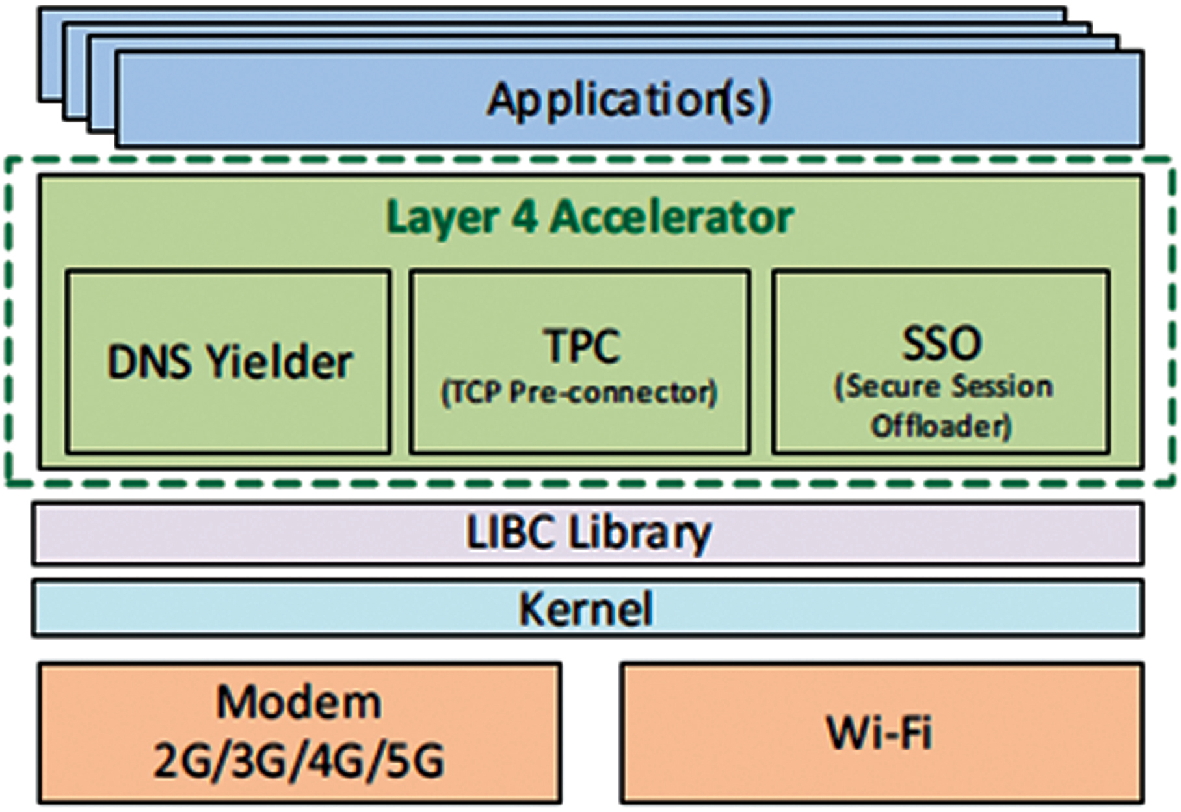 Application(s)
Layer 4 Accelerator
DNS Yielder
TPC
(TCP Pre-connector)
SSO
(Secure Session
Offloader)
LIBC Library
Kernel
Modem
2G/3G/4G/5G
Wi-Fi